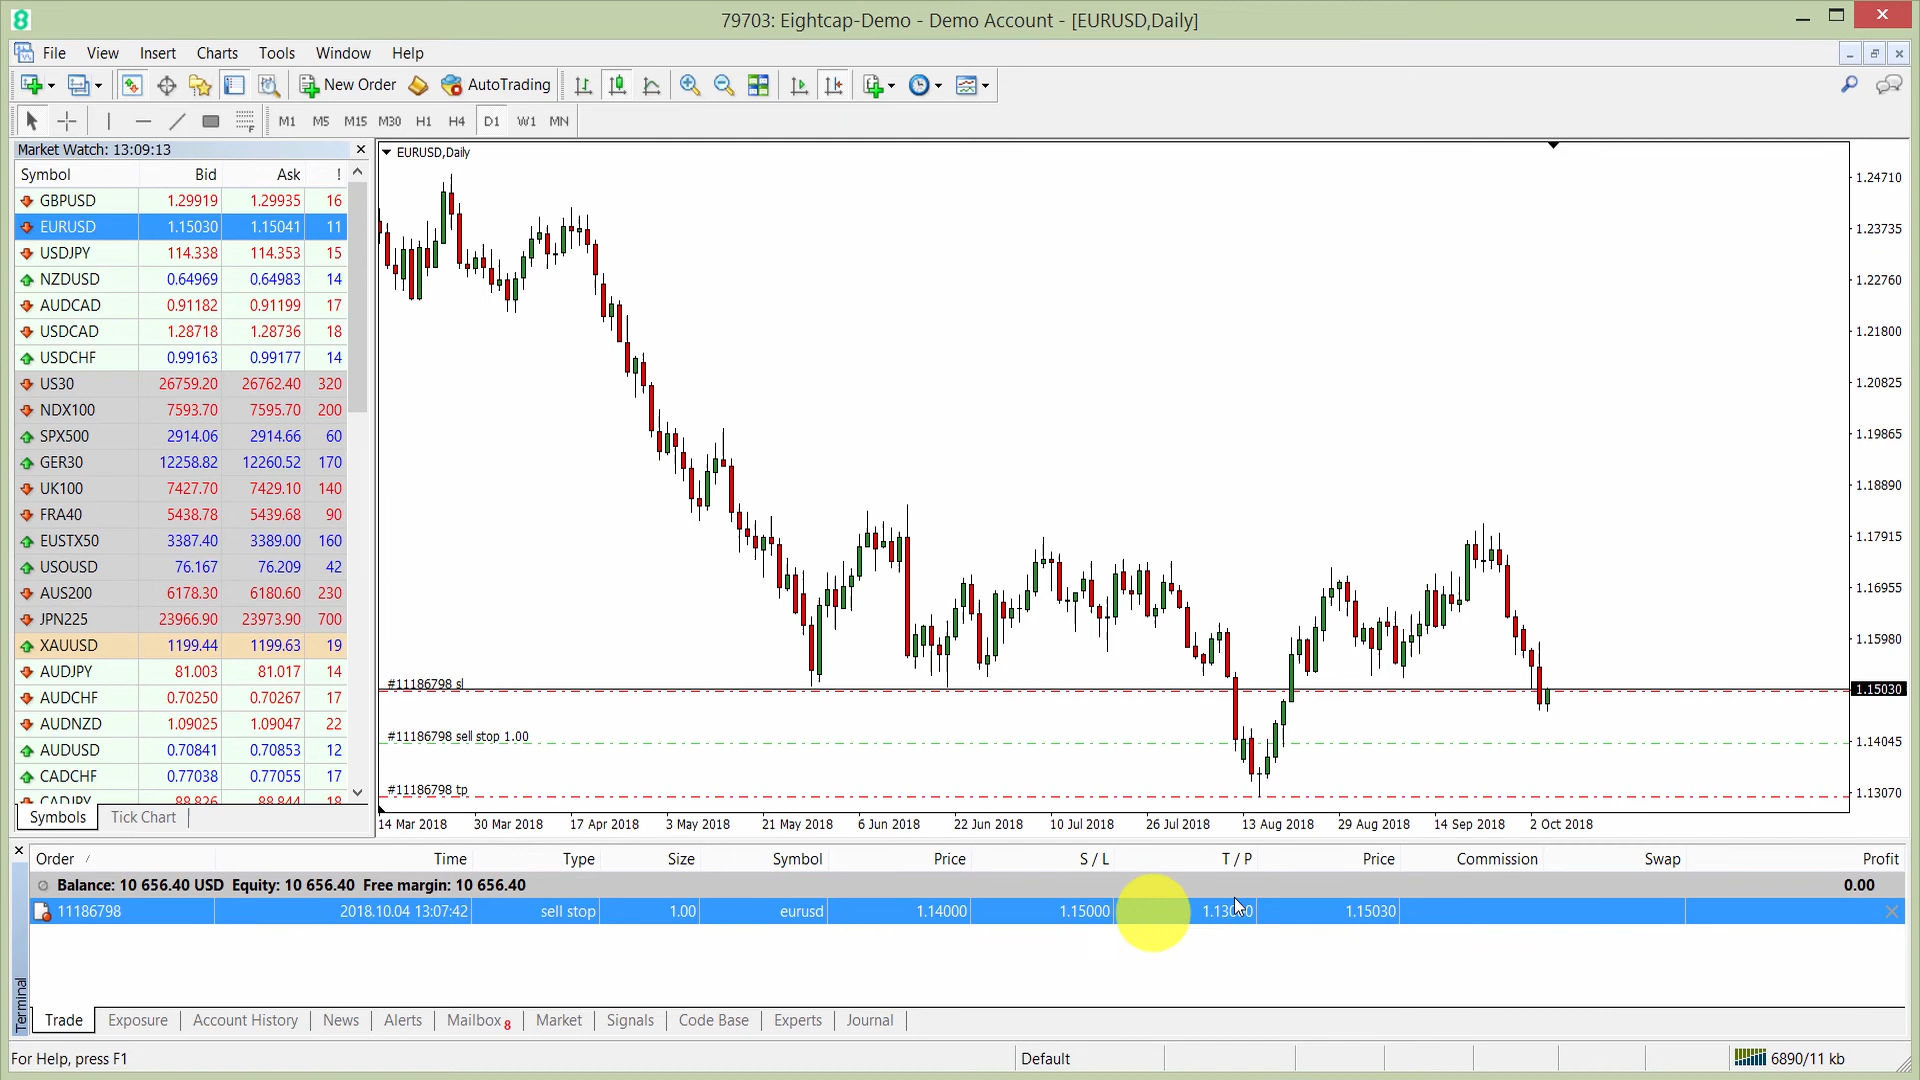 79703: Eightcap-Demo - Demo Account - [EURUSD,Daily]
File View Insert Charts Tools Window Help
New Order AutoTrading
M1 M5 M15 M30 H1 H4 D1 W1 MN
Market Watch: 13:09:13
Symbol Bid Ask !
GBPUSD 1.29919 1.29935 16
EURUSD 1.15030 1.15041 11
USDJPY 114.338 114.353 15
NZDUSD 0.64969 0.64983 14
AUDCAD 0.91182 0.91199 17
USDCAD 1.28718 1.28736 18
USDCHF 0.99163 0.99177 14
US30 26759.20 26762.40 320
NDX100 7593.70 7595.70 200
SPX500 2914.06 2914.66 60
GER30 12258.82 12260.52 170
UK100 7427.70 7429.10 140
FRA40 5438.78 5439.68 90
EUSTX50 3387.40 3389.00 160
USOUSD 76.167 76.209 42
AUS200 6178.30 6180.60 230
JPN225 23966.90 23973.90 700
XAUUSD 1199.44 1199.63 19
AUDJPY 81.003 81.017 14
AUDCHF 0.70250 0.70267 17
AUDNZD 1.09025 1.09047 22
AUDUSD 0.70841 0.70853 12
CADCHF 0.77038 0.77055 17
CADJPY 88.826 88.844 18
Symbols Tick Chart
EURUSD,Daily
1.24710
1.23735
1.22760
1.21800
1.20825
1.19865
1.18890
1.17915
1.16955
1.15980
#11186798 sl
1.15030
#11186798 sell stop 1.00
1.14045
#11186798 tp
1.13070
14 Mar 2018 30 Mar 2018 17 Apr 2018 3 May 2018 21 May 2018 6 Jun 2018 22 Jun 2018 10 Jul 2018 26 Jul 2018 13 Aug 2018 29 Aug 2018 14 Sep 2018 2 Oct 2018
Order / Time Type Size Symbol Price S / L T / P Price Commission Swap Profit
Balance: 10 656.40 USD Equity: 10 656.40 Free margin: 10 656.40 0.00
11186798 2018.10.04 13:07:42 sell stop 1.00 eurusd 1.14000 1.15000 1.15030
Terminal
Trade Exposure Account History News Alerts Mailbox 8 Market Signals Code Base Experts Journal
For Help, press F1 Default 6890/11 kb